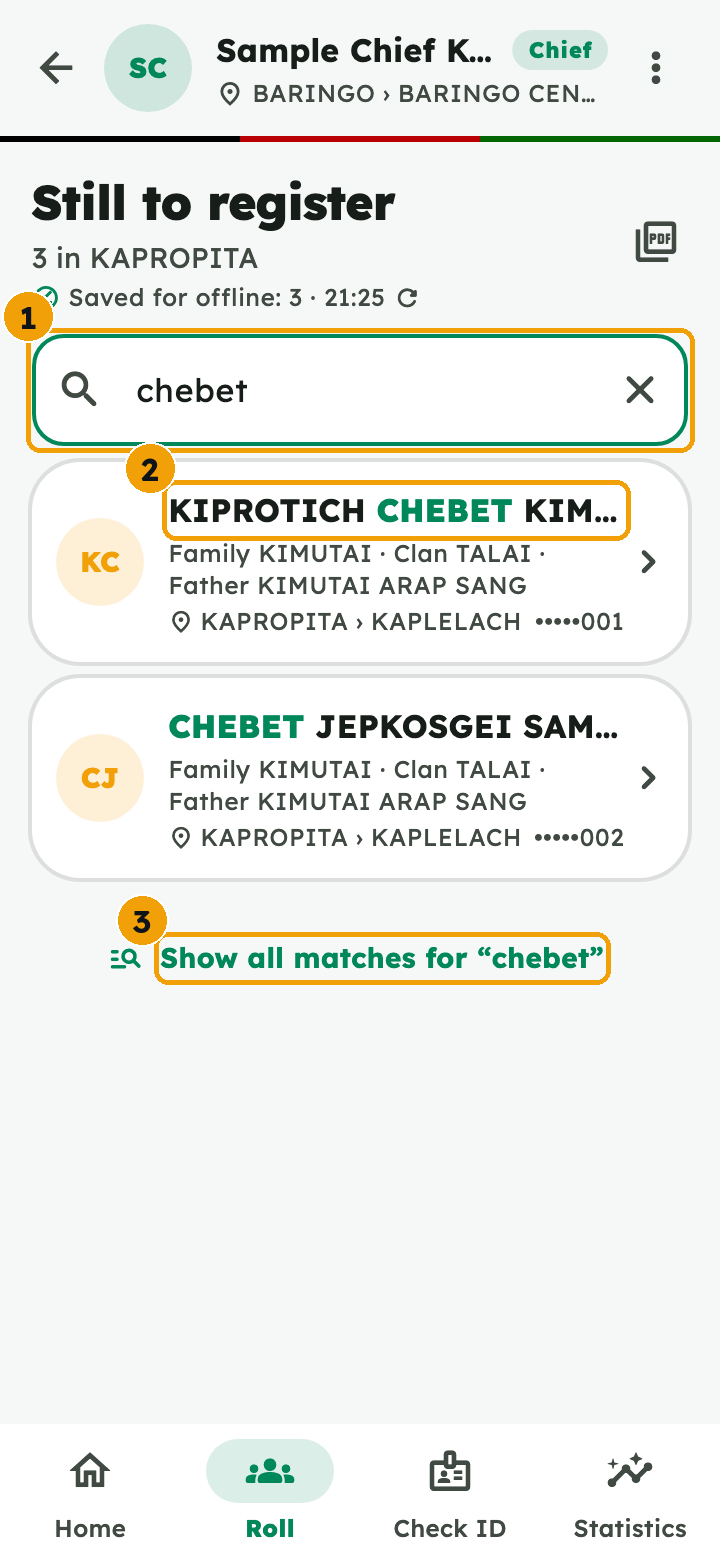 SC
Sample Chief K...
Chief
BARINGO › BARINGO CEN...
Still to register
3 in KAPROPITA
PDF
Saved for offline: 3 · 21:25
1
chebet
2
KIPROTICH CHEBET KIM...
KC
Family KIMUTAI · Clan TALAI ·
Father KIMUTAI ARAP SANG
KAPROPITA › KAPLELACH •••••001
CHEBET JEPKOSGEI SAM...
CJ
Family KIMUTAI · Clan TALAI ·
Father KIMUTAI ARAP SANG
KAPROPITA › KAPLELACH •••••002
3
Show all matches for “chebet”
Home
Roll
Check ID
Statistics